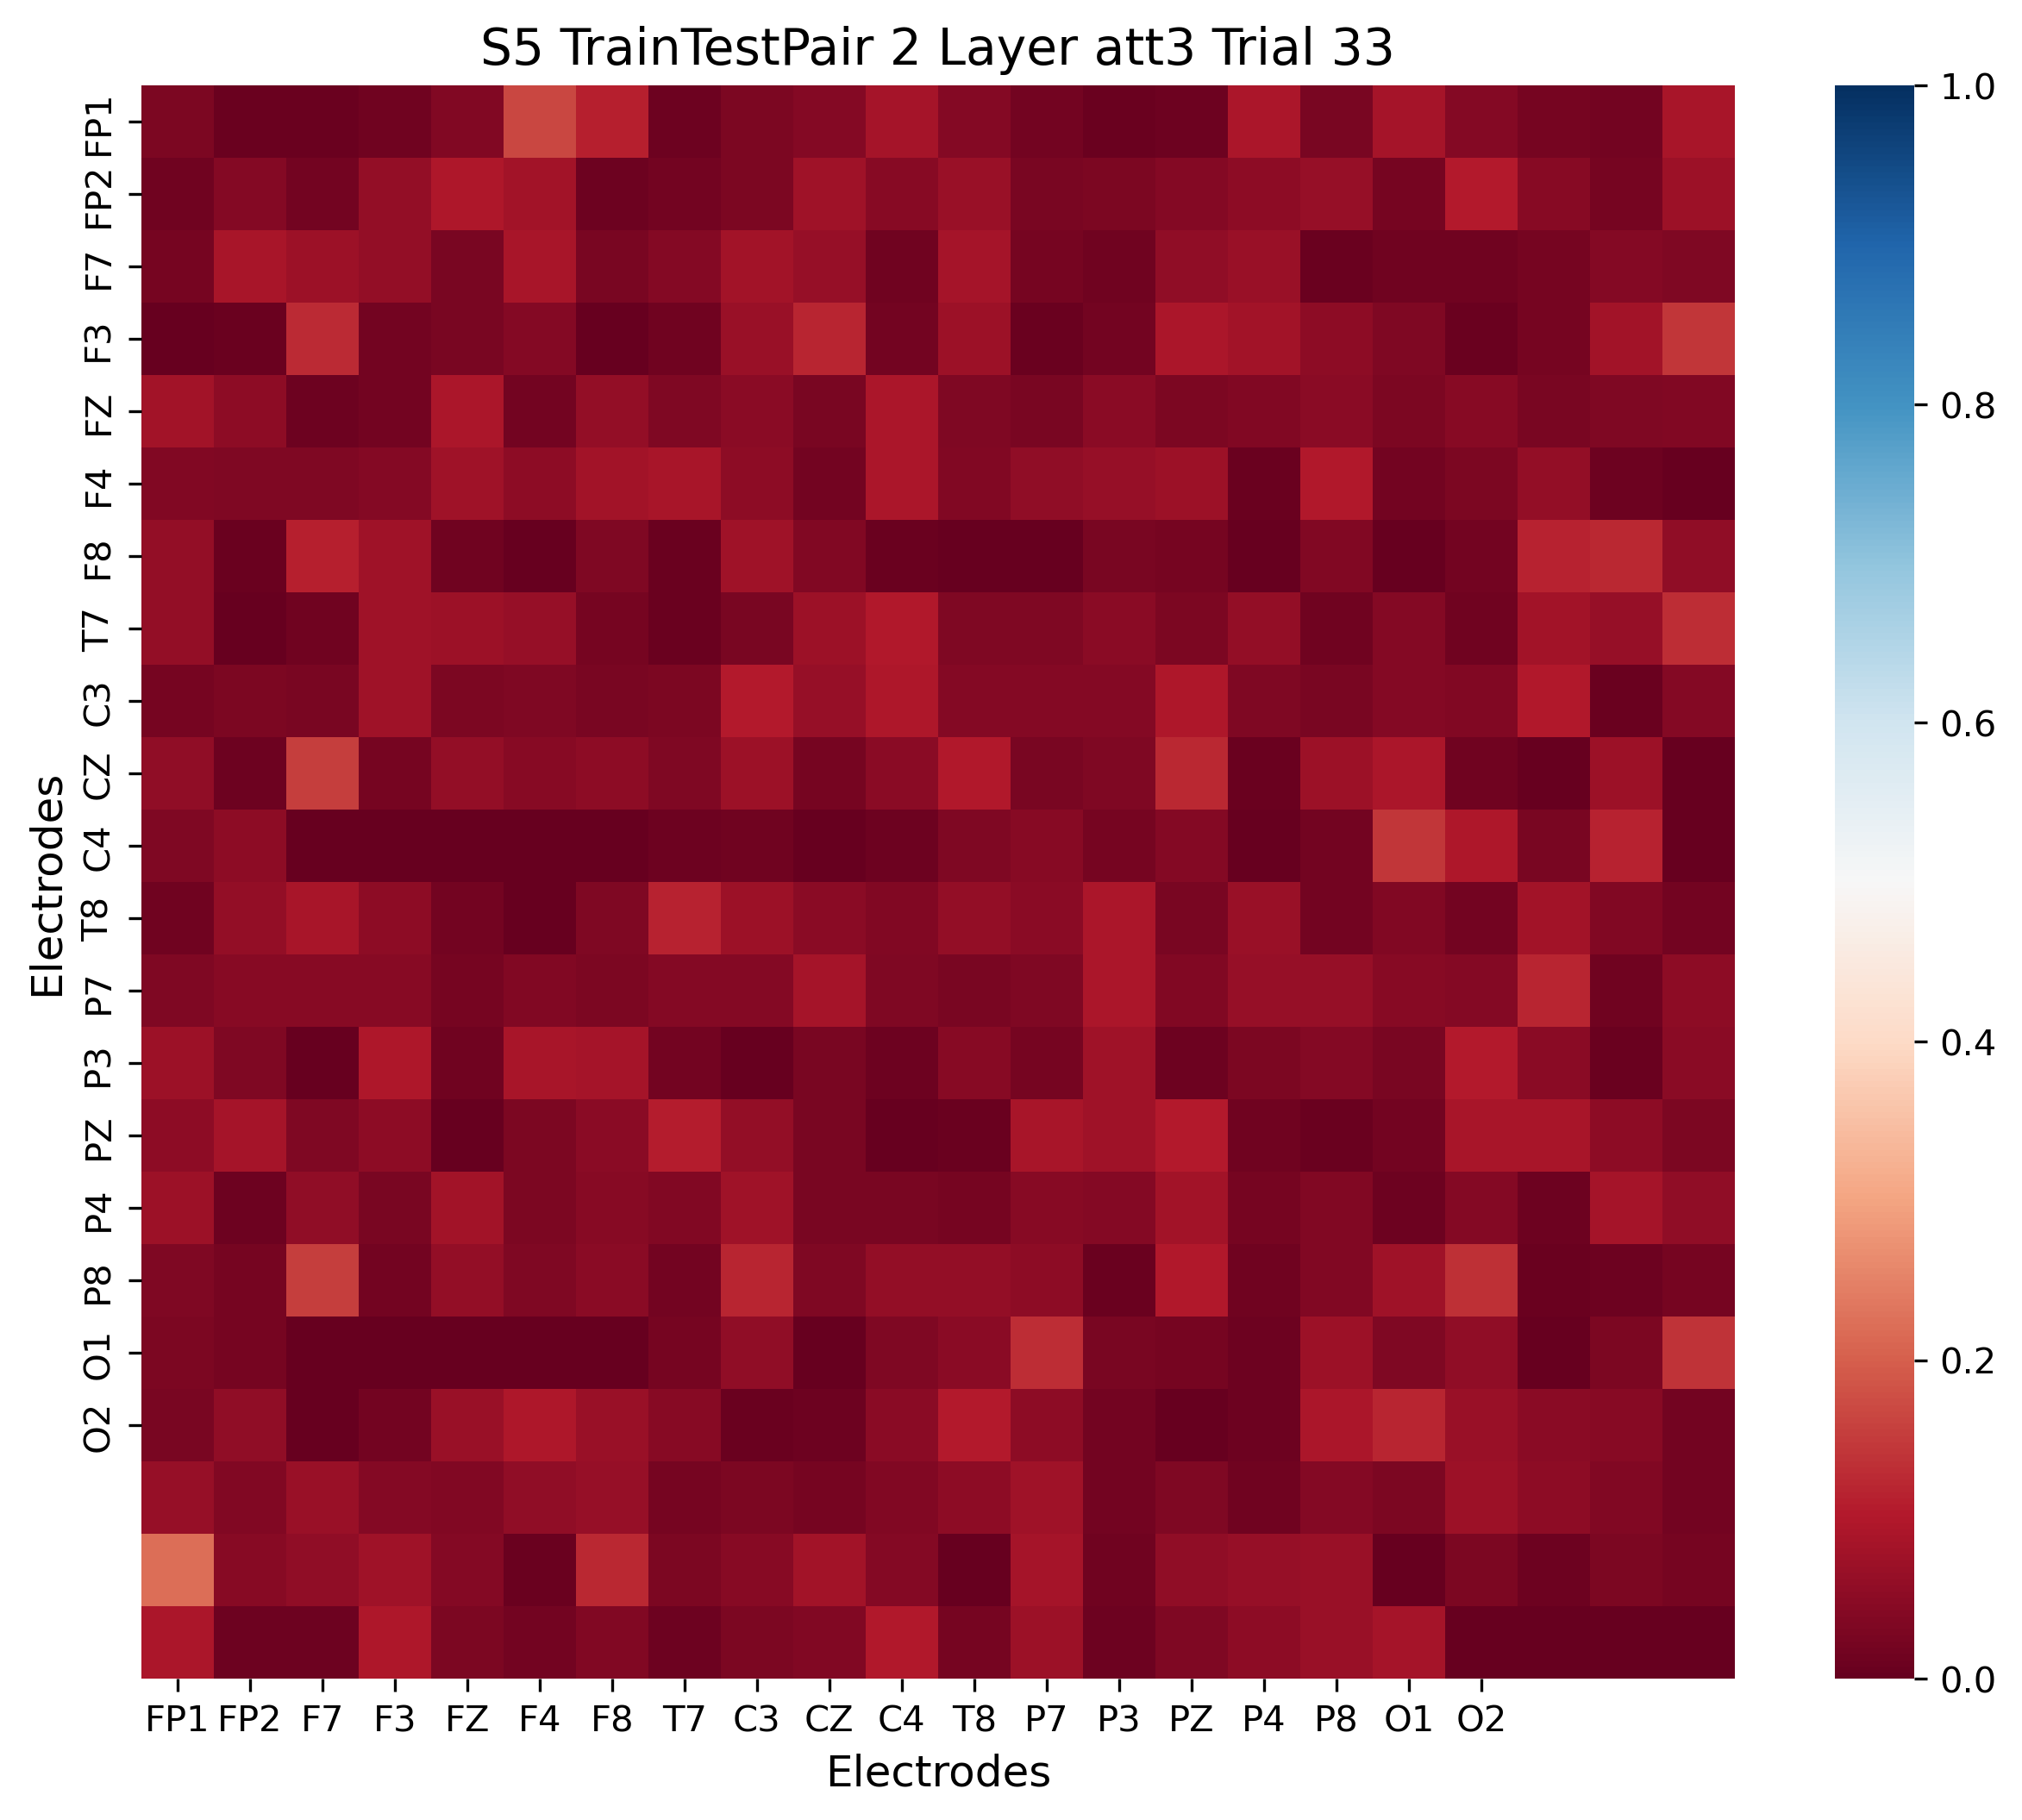 S5 TrainTestPair 2 Layer att3 Trial 33
Electrodes
FP1
FP2
F7
F3
FZ
F4
F8
T7
C3
CZ
C4
T8
P7
P3
PZ
P4
P8
O1
O2
1.0
0.8
0.6
0.4
0.2
0.0
FP1 FP2 F7 F3 FZ F4 F8 T7 C3 CZ C4 T8 P7 P3 PZ P4 P8 O1 O2
Electrodes